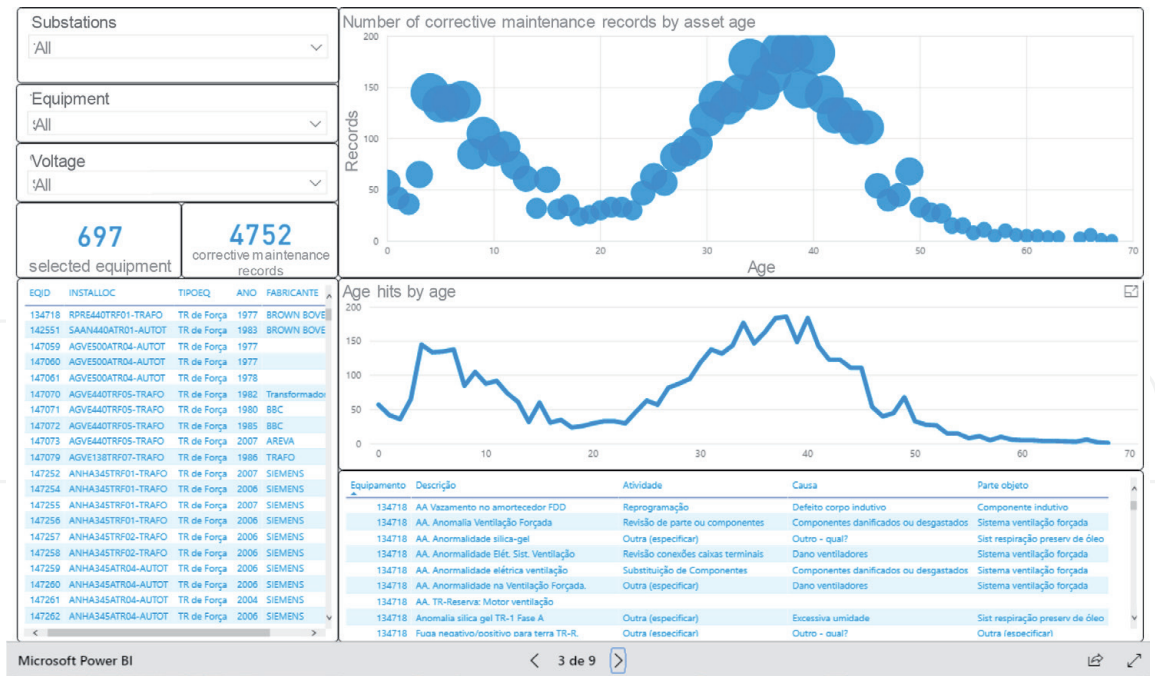 Substations
All
Equipment
All
Voltage
All
697
selected equipment
4752
corrective maintenance
records
Number of corrective maintenance records by asset age
200
150
100
50
0
Records
0 10 20 30 40 50 60 70
Age
Age hits by age
200
150
100
50
0
0 10 20 30 40 50 60 70
EQID INSTALLOC TIPOEQ ANO FABRICANTE
134718 RPRE440TRF01-TRAFO TR de Força 1977 BROWN BOVE
142551 SAAN440ATR01-AUTOT TR de Força 1983 BROWN BOVE
147059 AGVE500ATR04-AUTOT TR de Força 1977
147060 AGVE500ATR04-AUTOT TR de Força 1977
147061 AGVE500ATR04-AUTOT TR de Força 1978
147070 AGVE440TRF05-TRAFO TR de Força 1982 Transformador
147071 AGVE440TRF05-TRAFO TR de Força 1980 BBC
147072 AGVE440TRF05-TRAFO TR de Força 1985 BBC
147073 AGVE440TRF05-TRAFO TR de Força 2007 AREVA
147079 AGVE138TRF07-TRAFO TR de Força 1986 TRAFO
147252 ANHA345TRF01-TRAFO TR de Força 2007 SIEMENS
147254 ANHA345TRF01-TRAFO TR de Força 2006 SIEMENS
147255 ANHA345TRF01-TRAFO TR de Força 2007 SIEMENS
147256 ANHA345TRF01-TRAFO TR de Força 2006 SIEMENS
147257 ANHA345TRF02-TRAFO TR de Força 2006 SIEMENS
147258 ANHA345TRF02-TRAFO TR de Força 2006 SIEMENS
147259 ANHA345ATR04-AUTOT TR de Força 2006 SIEMENS
147260 ANHA345ATR04-AUTOT TR de Força 2006 SIEMENS
147261 ANHA345ATR04-AUTOT TR de Força 2004 SIEMENS
147262 ANHA345ATR04-AUTOT TR de Força 2006 SIEMENS
Equipamento Descrição Atividade Causa Parte objeto
134718 AA Vazamento no amortecedor FDD Reprogramação Defeito corpo indutivo Componente indutivo
134718 AA. Anomalia Ventilação Forçada Revisão de parte ou componentes Componentes danificados ou desgastados Sistema ventilação forçada
134718 AA. Anormalidade silica-gel Outra (especificar) Outro - qual? Sist respiração preserv de óleo
134718 AA. Anormalidade Elét. Sist. Ventilação Revisão conexões caixas terminais Dano ventiladores Sistema ventilação forçada
134718 AA. Anormalidade elétrica ventilação Substituição de Componentes Componentes danificados ou desgastados Sistema ventilação forçada
134718 AA. Anormalidade na Ventilação Forçada. Outra (especificar) Dano ventiladores Sistema ventilação forçada
134718 AA. TR-Reserva: Motor ventilação
134718 Anomalia silica gel TR-1 Fase A Outra (especificar) Excessiva umidade Sist respiração preserv de óleo
134718 Fuga negativo/positivo para terra TR-R. Outra (especificar) Outro - qual? Outra (especificar)
Microsoft Power BI
3 de 9